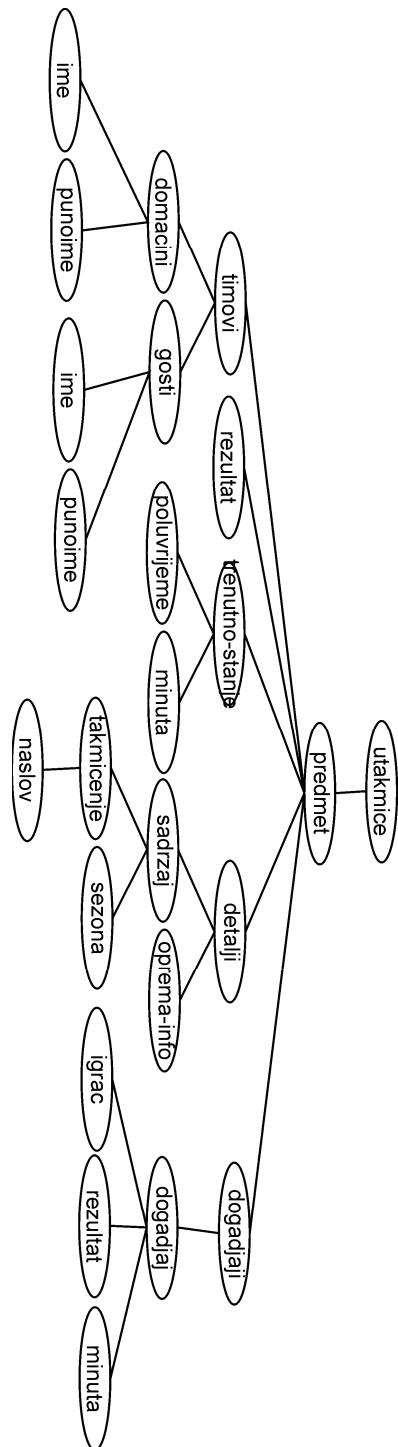 utakmice
predmet
timovi
rezultat
trenutno-stanje
detalji
dogadjaji
domacini
gosti
poluvrijeme
minuta
sadrzaj
oprema-info
dogadjaj
ime
punoime
ime
punoime
takmicenje
sezona
igrac
rezultat
minuta
naslov